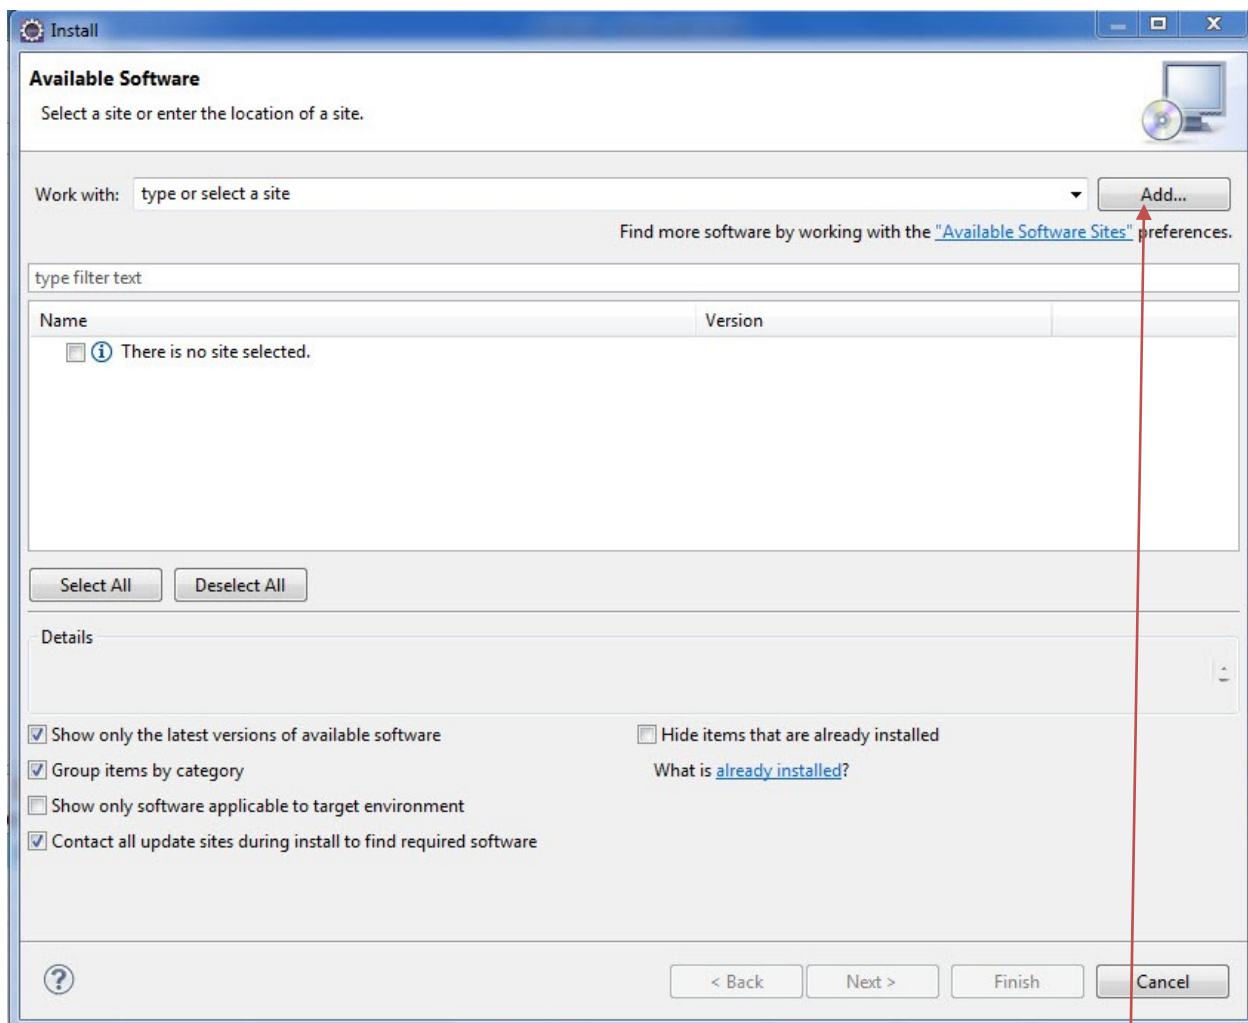 Install
Available Software
Select a site or enter the location of a site.
Work with: type or select a site Add...
Find more software by working with the "Available Software Sites" preferences.
type filter text
Name Version
There is no site selected.
Select All Deselect All
Details
Show only the latest versions of available software Hide items that are already installed
Group items by category What is already installed?
Show only software applicable to target environment
Contact all update sites during install to find required software
? < Back Next > Finish Cancel